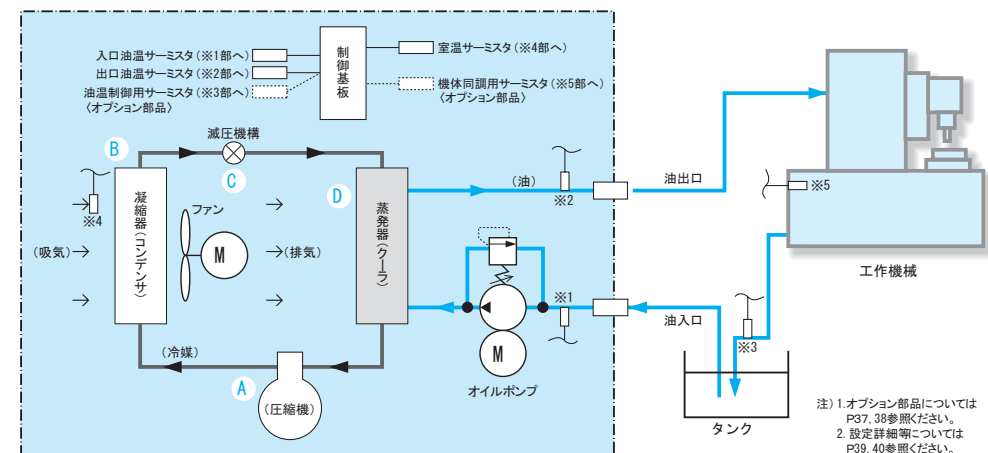 入口油温サーミスタ(※1部へ)
出口油温サーミスタ(※2部へ)
油温制御用サーミスタ(※3部へ)
〈オプション部品〉
制御基板
室温サーミスタ(※4部へ)
機体同調用サーミスタ(※5部へ)
〈オプション部品〉
減圧機構
B
C
D
※4
凝縮器(コンデンサ)
ファン
M
(吸気)
(排気)
蒸発器(クーラ)
(油)
※2
油出口
※5
工作機械
※1
油入口
※3
M
オイルポンプ
(冷媒)
A
(圧縮機)
タンク
注)1.オプション部品については
P37,38参照ください。
2.設定詳細等については
P39,40参照ください。